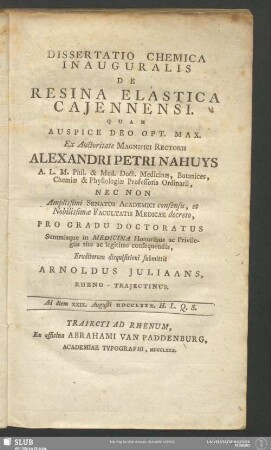 DISSERTATIO CHEMICA
INAUGURALIS
DE
RESINA ELASTICA
CAJENNENSI.
QUAM
AUSPICE DEO OPT. MAX.
Ex Auctoritate MAGNIFICI RECTORIS
ALEXANDRI PETRI NAHUYS
A. L. M. Phil. & Med. Doct. Medicinæ, Botanices,
Chemiæ & Physiologiæ Professoris Ordinarii,
NEC NON
Amplissimi SENATUS ACADEMICI consensu, et
Nobilissimæ FACULTATIS MEDICAE decreto,
PRO GRADU DOCTORATUS
Summisque in MEDICINA Honoribus ac Privile-
giis rite ac legitime consequendis,
Eruditorum disquisitioni submittit
ARNOLDUS JULIAANS,
RHENO-TRAJECTINUS.
Ad diem XXIX. Augusti MDCCLXXX. H. L. Q. S.
TRAJECTI AD RHENUM,
Ex officina ABRAHAMI VAN PADDENBURG,
ACADEMIAE TYPOGRAPHI, MDCCLXXX.
SLUB